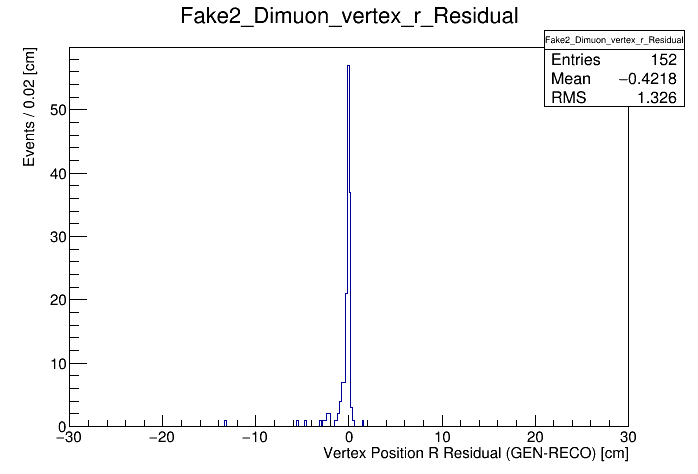 Fake2_Dimuon_vertex_r_Residual
Fake2_Dimuon_vertex_r_Residual
Entries 152
Mean −0.4218
RMS 1.326
Events / 0.02 [cm]
50
40
30
20
10
0
−30 −20 −10 0 10 20 30
Vertex Position R Residual (GEN-RECO) [cm]